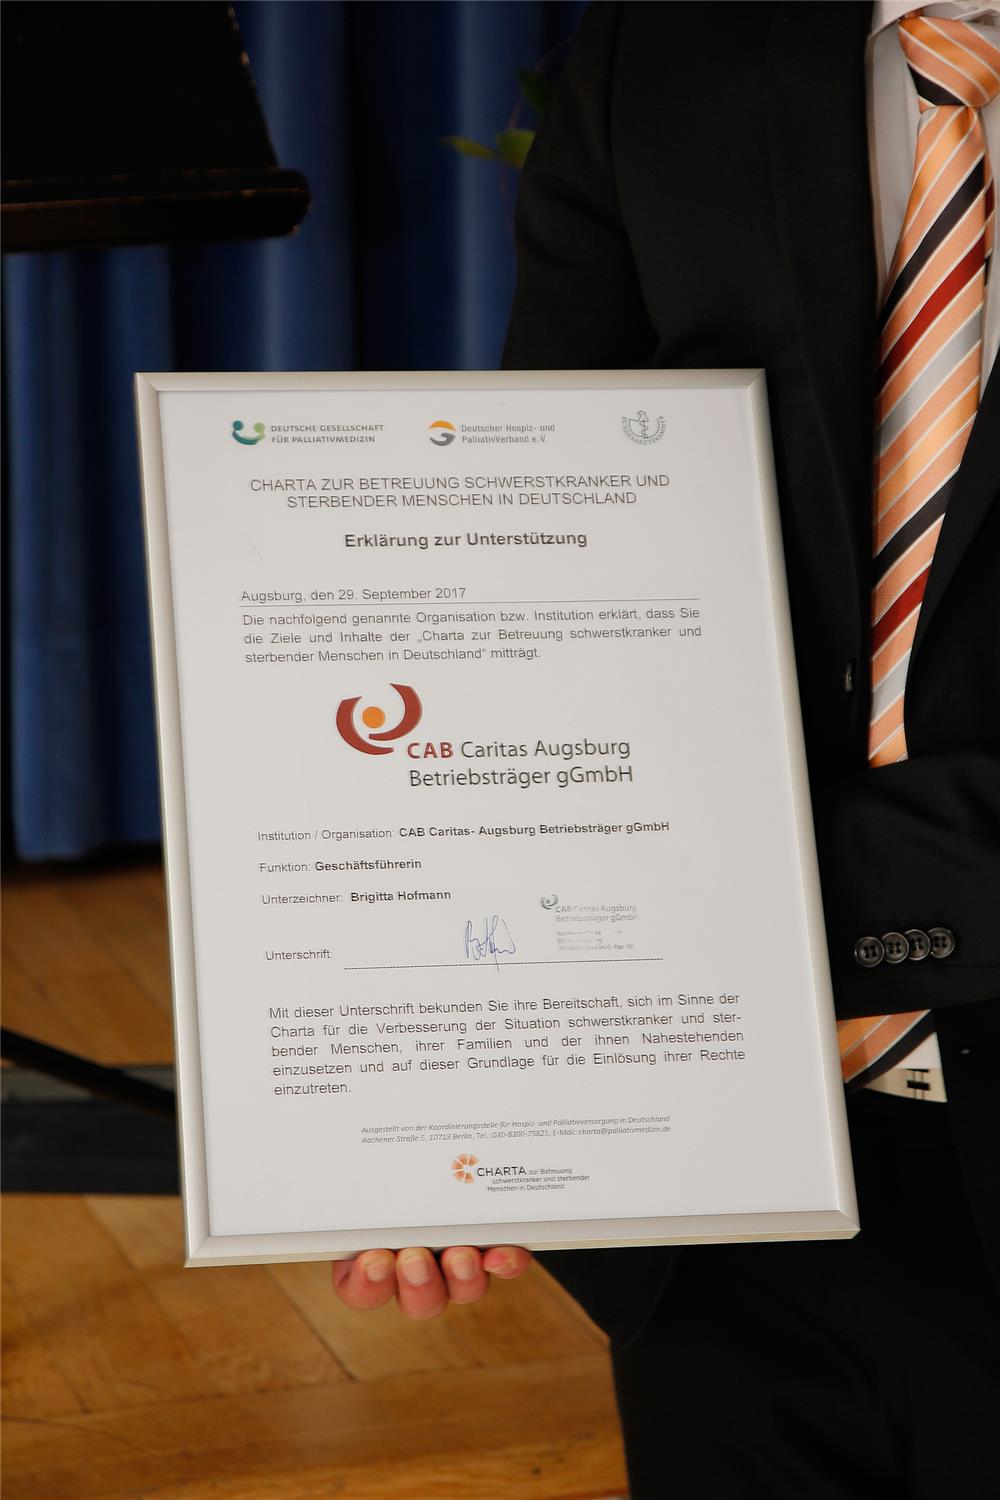 DEUTSCHE GESELLSCHAFT
FÜR PALLIATIVMEDIZIN
Deutscher Hospiz- und
PalliativVerband e.V.
BUNDESÄRZTEKAMMER
CHARTA ZUR BETREUUNG SCHWERSTKRANKER UND
STERBENDER MENSCHEN IN DEUTSCHLAND
Erklärung zur Unterstützung
Augsburg, den 29. September 2017
Die nachfolgend genannte Organisation bzw. Institution erklärt, dass Sie
die Ziele und Inhalte der „Charta zur Betreuung schwerstkranker und
sterbender Menschen in Deutschland“ mitträgt.
CAB Caritas Augsburg
Betriebsträger gGmbH
Institution / Organisation: CAB Caritas- Augsburg Betriebsträger gGmbH
Funktion: Geschäftsführerin
Unterzeichner: Brigitta Hofmann
CAB Caritas Augsburg
Betriebsträger gGmbH
Unterschrift:
Mit dieser Unterschrift bekunden Sie ihre Bereitschaft, sich im Sinne der
Charta für die Verbesserung der Situation schwerstkranker und ster-
bender Menschen, ihrer Familien und der ihnen Nahestehenden
einzusetzen und auf dieser Grundlage für die Einlösung ihrer Rechte
einzutreten.
Ausgestellt von der Koordinierungsstelle für Hospiz- und Palliativversorgung in Deutschland
Aachener Straße 5, 10713 Berlin, Tel.: 030-8200-75825, E-Mail: charta@palliativmedizin.de
CHARTA zur Betreuung
schwerstkranker und sterbender
Menschen in Deutschland